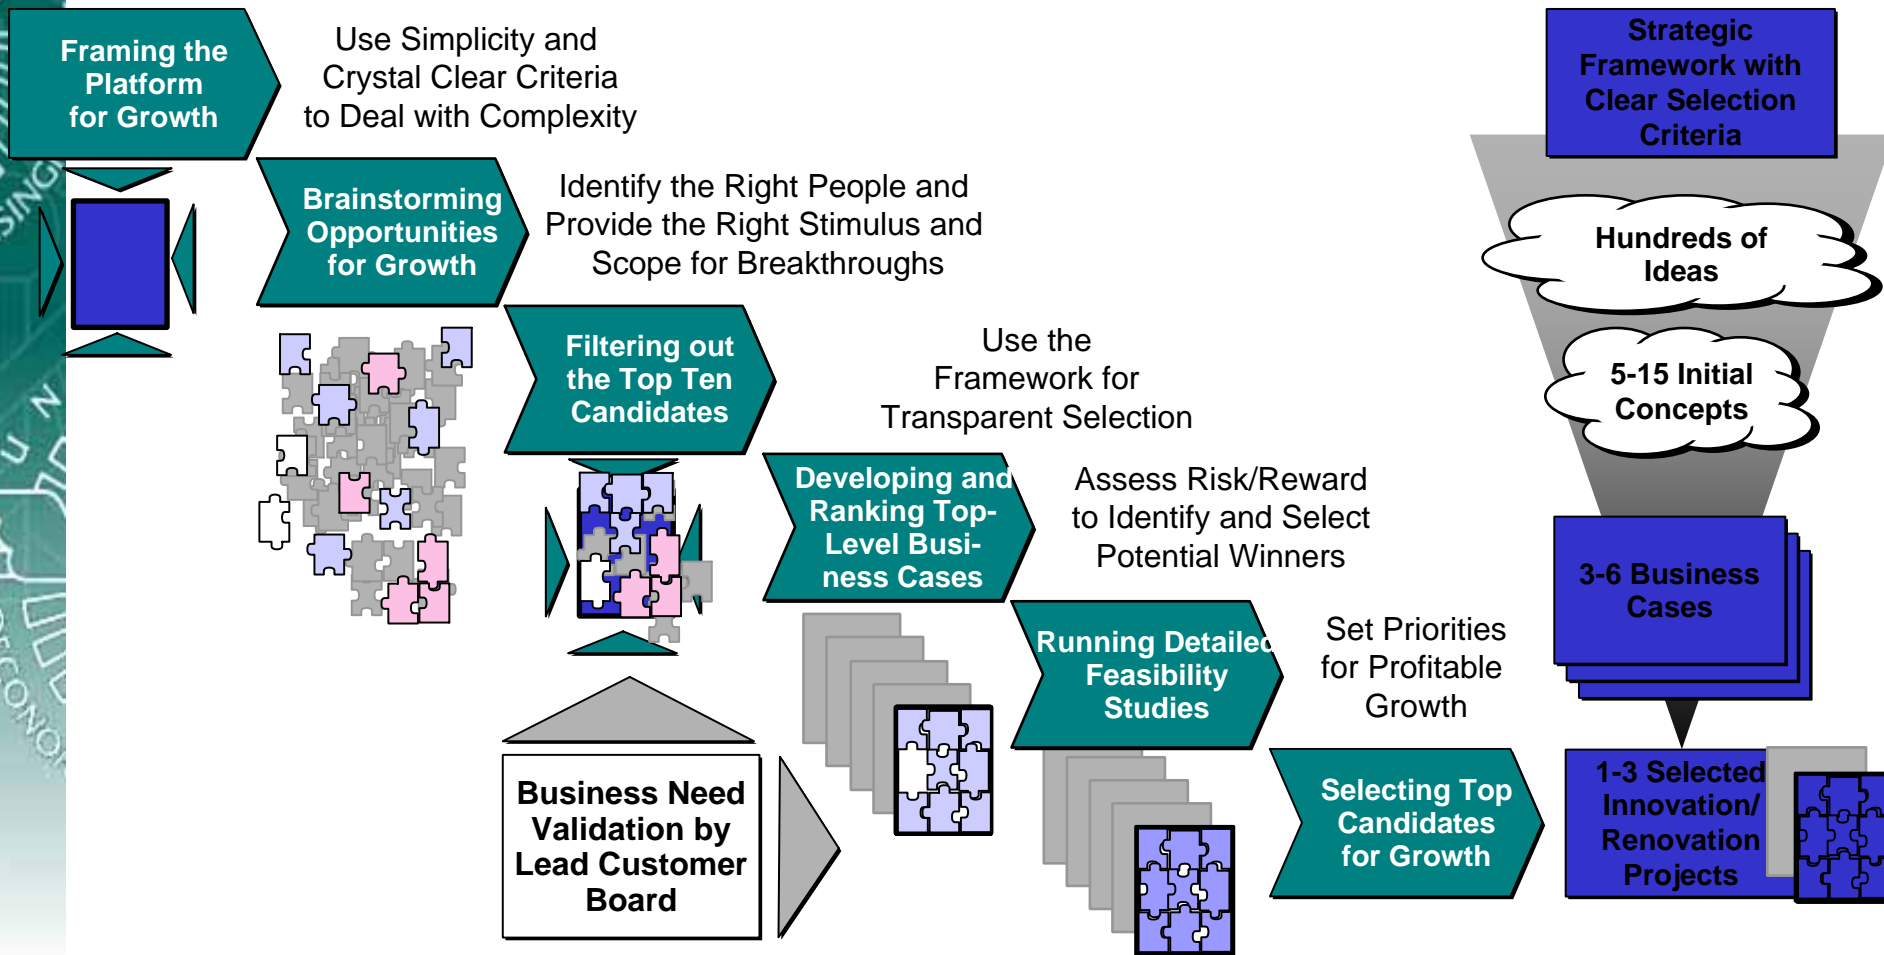 Framing the
Platform
for Growth
Use Simplicity and
Crystal Clear Criteria
to Deal with Complexity
Brainstorming
Opportunities
for Growth
Identify the Right People and
Provide the Right Stimulus and
Scope for Breakthroughs
Filtering out
the Top Ten
Candidates
Use the
Framework for
Transparent Selection
Developing and
Ranking Top-
Level Busi-
ness Cases
Assess Risk/Reward
to Identify and Select
Potential Winners
Running Detailed
Feasibility
Studies
Set Priorities
for Profitable
Growth
Selecting Top
Candidates
for Growth
Business Need
Validation by
Lead Customer
Board
Strategic
Framework with
Clear Selection
Criteria
Hundreds of
Ideas
5-15 Initial
Concepts
3-6 Business
Cases
1-3 Selected
Innovation/
Renovation
Projects